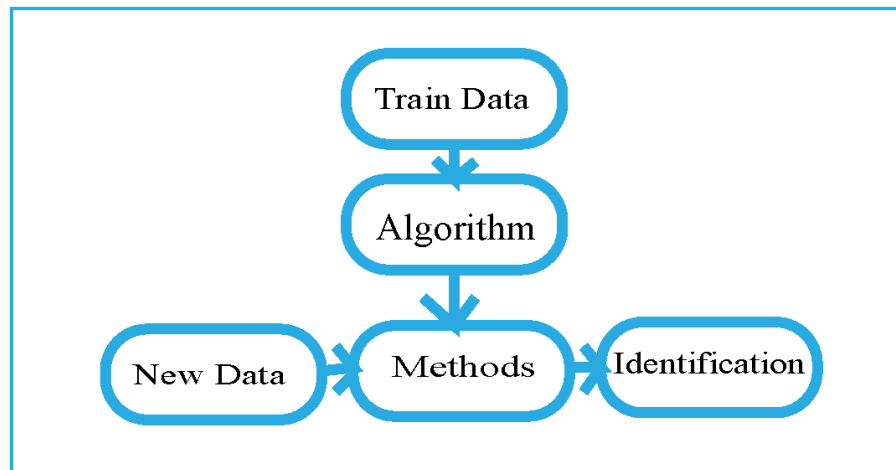 Train Data
Algorithm
New Data
Methods
Identification